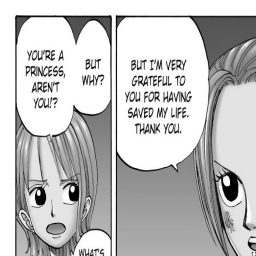 BUT I'M VERY
GRATEFUL TO
YOU FOR HAVING
SAVED MY LIFE.
THANK YOU.
BUT
WHY?
YOU'RE A
PRINCESS,
AREN'T
YOU!?
WHAT'S